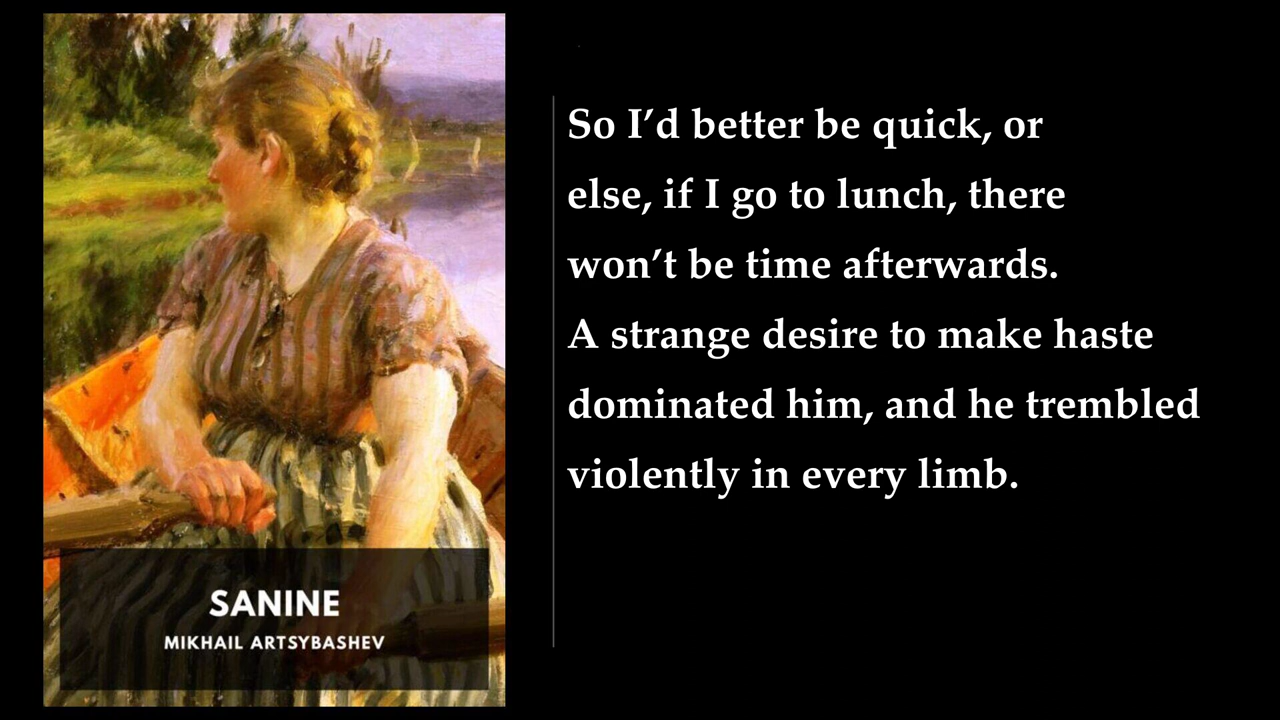 So I’d better be quick, or
else, if I go to lunch, there
won’t be time afterwards.
A strange desire to make haste
dominated him, and he trembled
violently in every limb.
SANINE
MIKHAIL ARTSYBASHEV